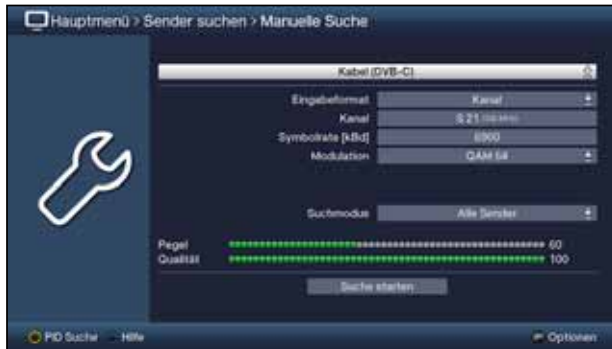 Hauptmenü > Sender suchen > Manuelle Suche
Kabel (DVB-C)
Eingabeformat Kanal
Kanal S 21
Symbolrate [kBd] 6900
Modulation QAM 64
Suchmodus Alle Sender
Pegel 60
Qualität 100
Suche starten
PID Suche Hilfe Optionen